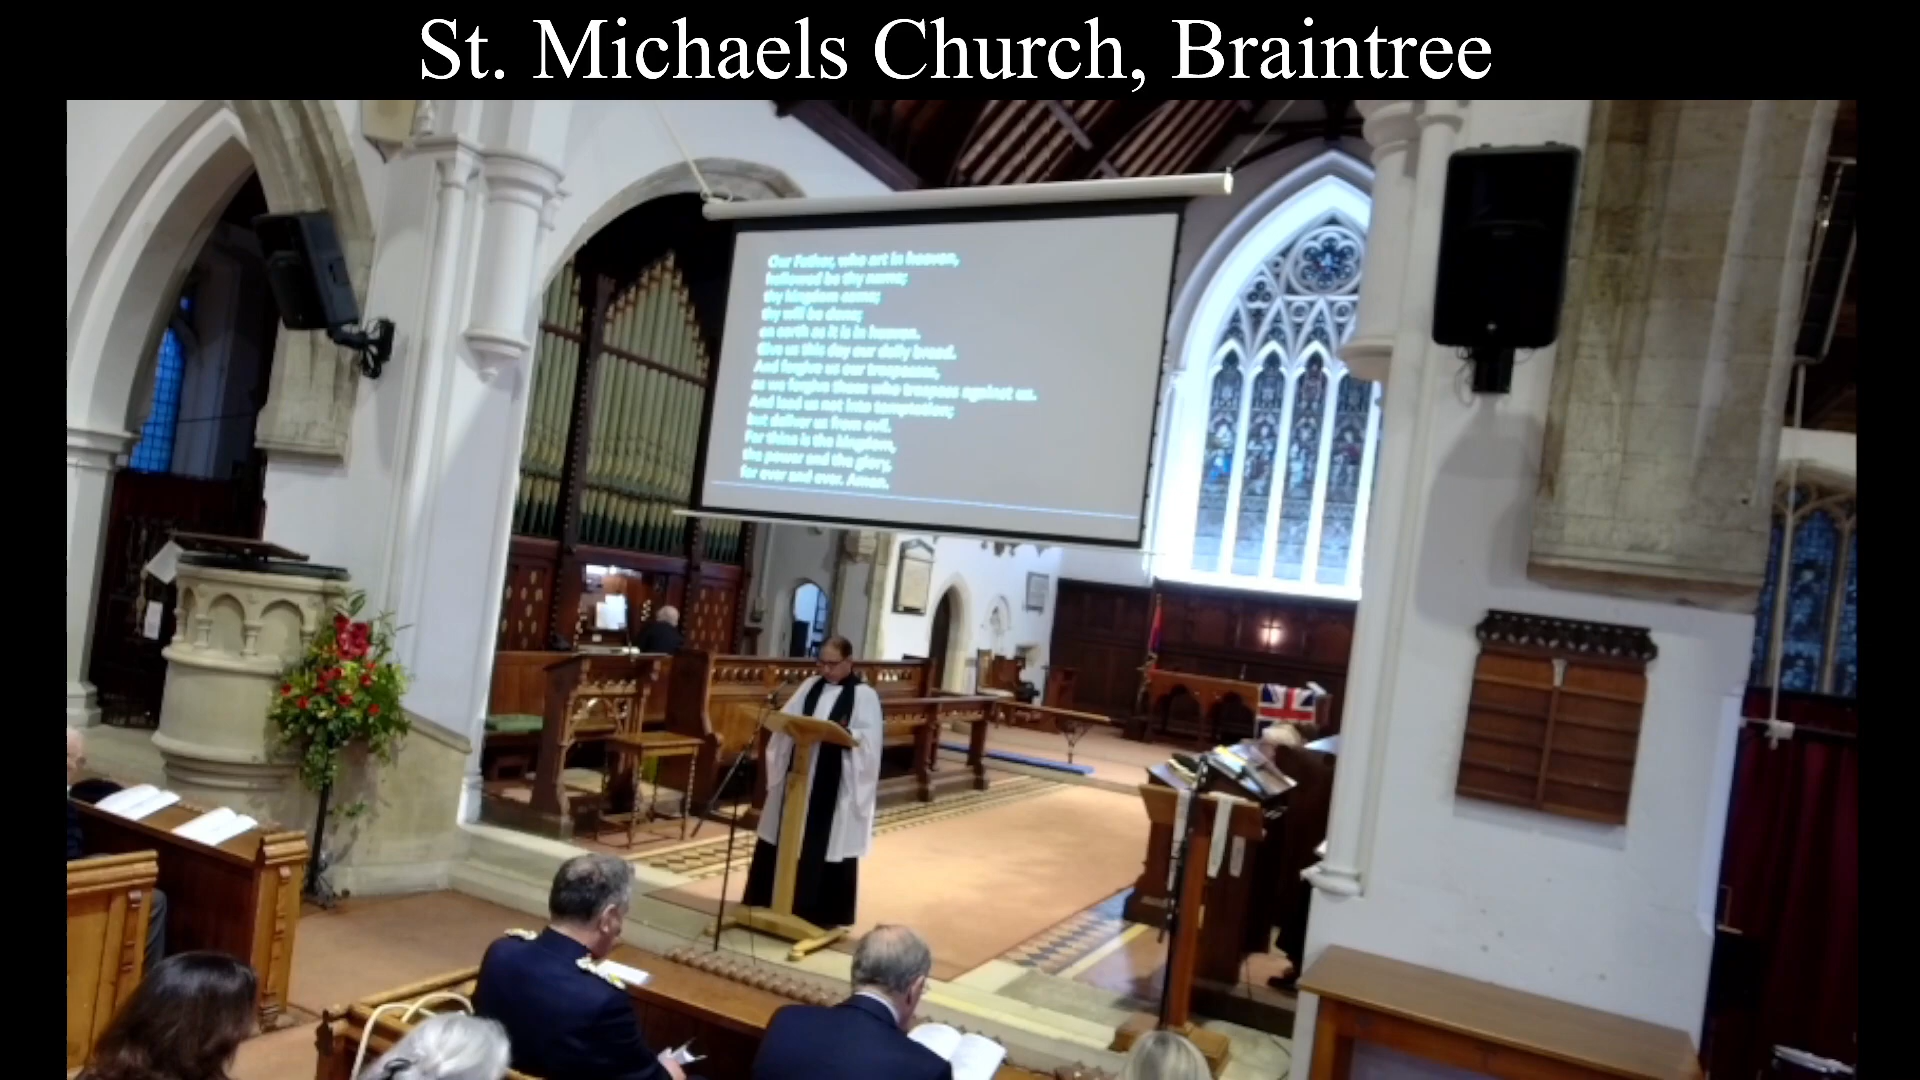 St. Michaels Church, Braintree
Our Father, who art in heaven,
hallowed be thy name;
thy kingdom come;
thy will be done;
on earth as it is in heaven.
Give us this day our daily bread.
And forgive us our trespasses,
as we forgive those who trespass against us.
And lead us not into temptation;
but deliver us from evil.
For thine is the kingdom,
the power and the glory,
for ever and ever. Amen.